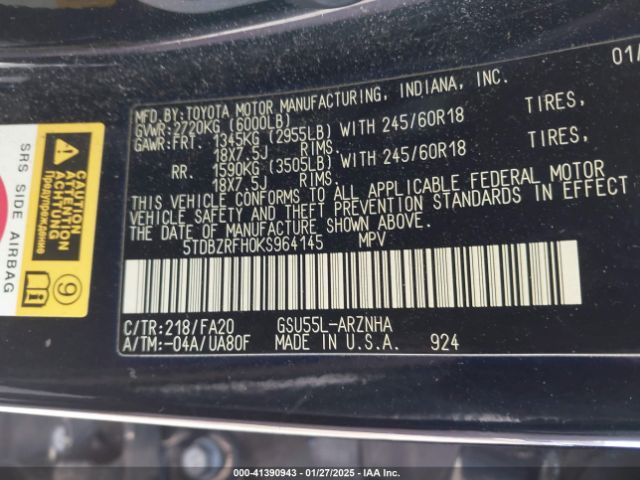 01/
MFD.BY:TOYOTA MOTOR MANUFACTURING, INDIANA, INC.
GVWR:2720KG (6000LB)
GAWR:FRT. 1345KG (2955LB) WITH 245/60R18 TIRES,
18X7.5J RIMS.
RR. 1590KG (3505LB) WITH 245/60R18 TIRES,
18X7.5J RIMS.
THIS VEHICLE CONFORMS TO ALL APPLICABLE FEDERAL MOTOR
VEHICLE SAFETY AND THEFT PREVENTION STANDARDS IN EFFECT
THE DATE OF MANUFACTURE SHOWN ABOVE.
5TDBZRFH0KS964145 MPV
C/TR:218/FA20 GSU55L-ARZNHA
A/TM:-04A/UA80F MADE IN U.S.A. 924
SRS SIDE AIRBAG
CAUTION
ATTENTION
ACHTUNG
Предупреждение
9
000-41390943 | 01/27/2025 | IAA Inc.